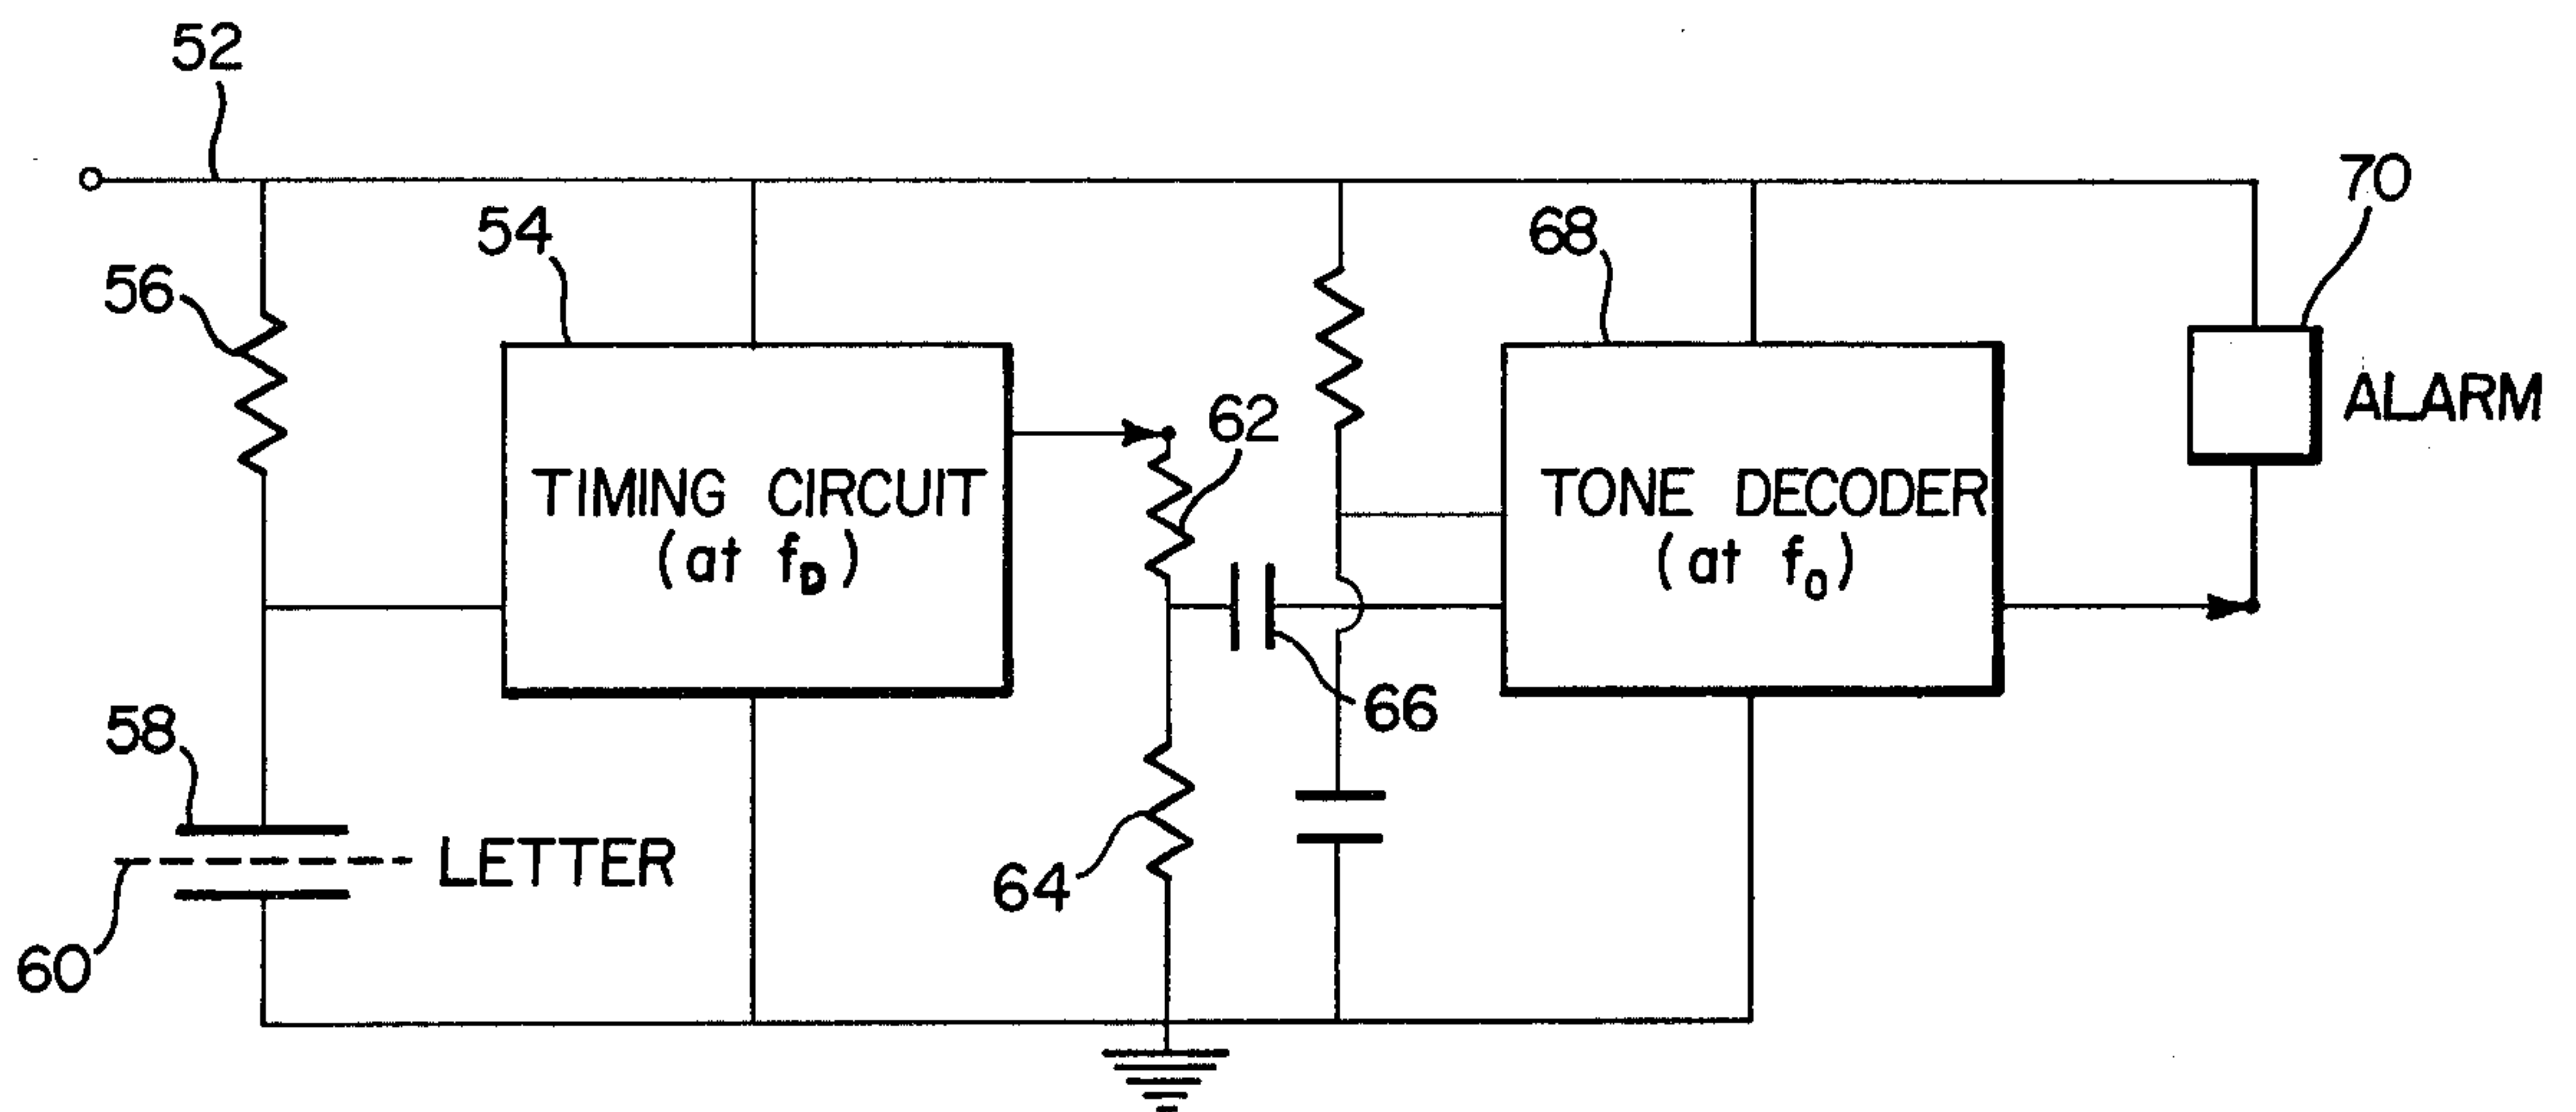 52
70
54
68
56
62
ALARM
TIMING CIRCUIT
(at fD)
TONE DECODER
(at fo)
66
58
64
LETTER
60